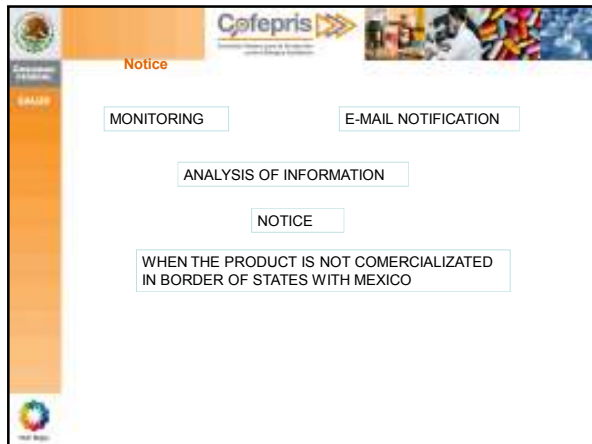 Cofepris
Notice
SALUD
MONITORING
E-MAIL NOTIFICATION
ANALYSIS OF INFORMATION
NOTICE
WHEN THE PRODUCT IS NOT COMERCIALIZATED
IN BORDER OF STATES WITH MEXICO